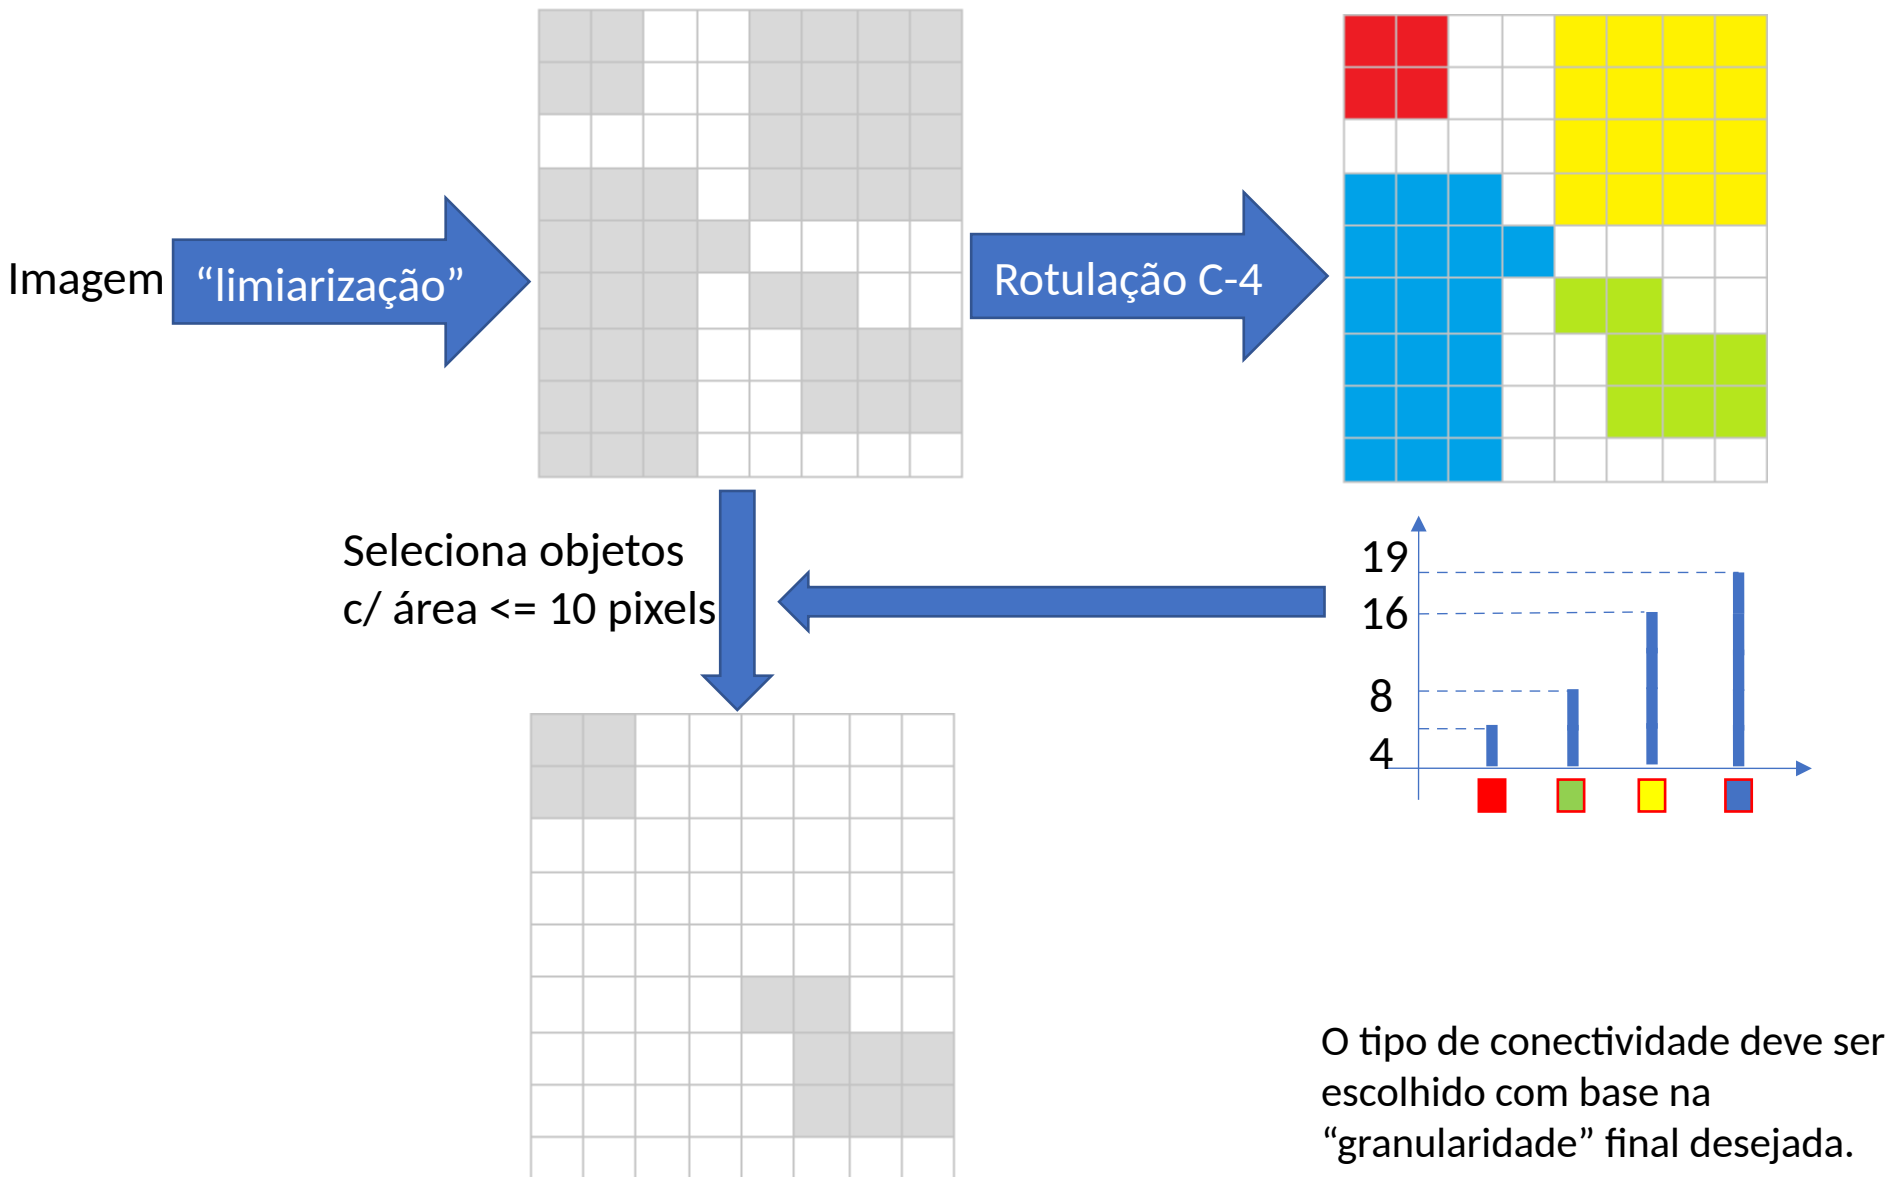 Imagem
“limiarização”
Rotulação C-4
Seleciona objetos
c/ área <= 10 pixels
19
16
8
4
O tipo de conectividade deve ser
escolhido com base na
“granularidade” final desejada.